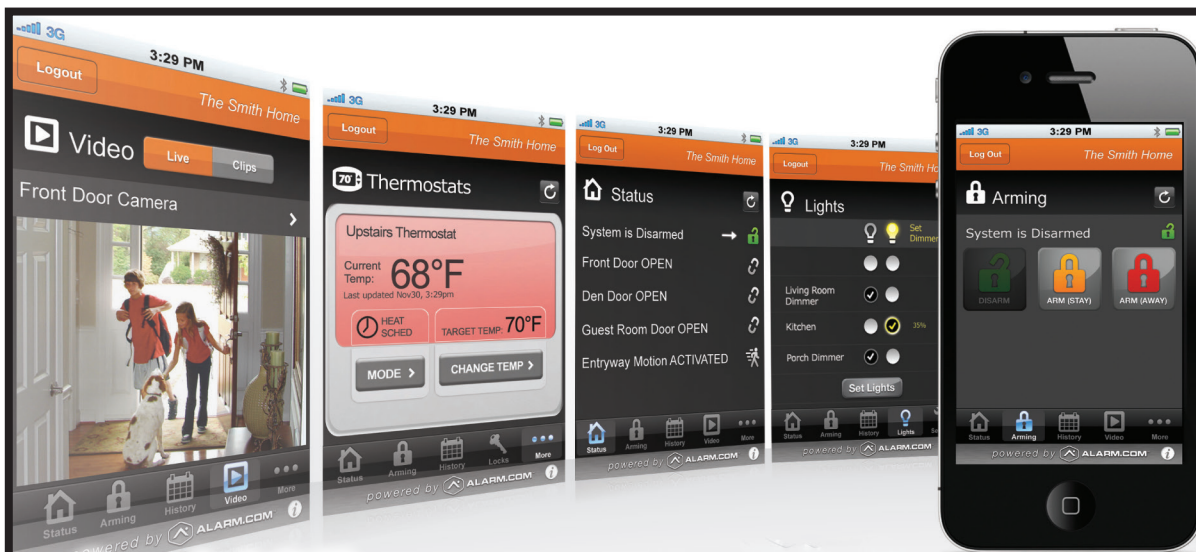 3G
3:29 PM
Logout
The Smith Home
Video
Live
Clips
Front Door Camera
Status
Arming
History
Video
More
powered by ALARM.COM
3G
3:29 PM
Logout
The Smith Home
70°
Thermostats
Upstairs Thermostat
Current
Temp:
68°F
Last updated Nov30, 3:29pm
HEAT
SCHED
TARGET TEMP: 70°F
MODE >
CHANGE TEMP >
Status
Arming
History
Locks
More
powered by ALARM.COM
3G
3:29 PM
Log Out
The Smith Home
Status
System is Disarmed
Front Door OPEN
Den Door OPEN
Guest Room Door OPEN
Entryway Motion ACTIVATED
Status
Arming
History
Video
More
powered by ALARM.COM
3G
3:29 PM
Logout
The Smith Home
Lights
Set
Dimmer
Living Room
Dimmer
Kitchen
35%
Porch Dimmer
Set Lights
Status
Arming
History
Lights
powered by ALARM.COM
3G
3:29 PM
Log Out
The Smith Home
Arming
System is Disarmed
DISARM
ARM (STAY)
ARM (AWAY)
Status
Arming
History
Video
More
powered by ALARM.COM